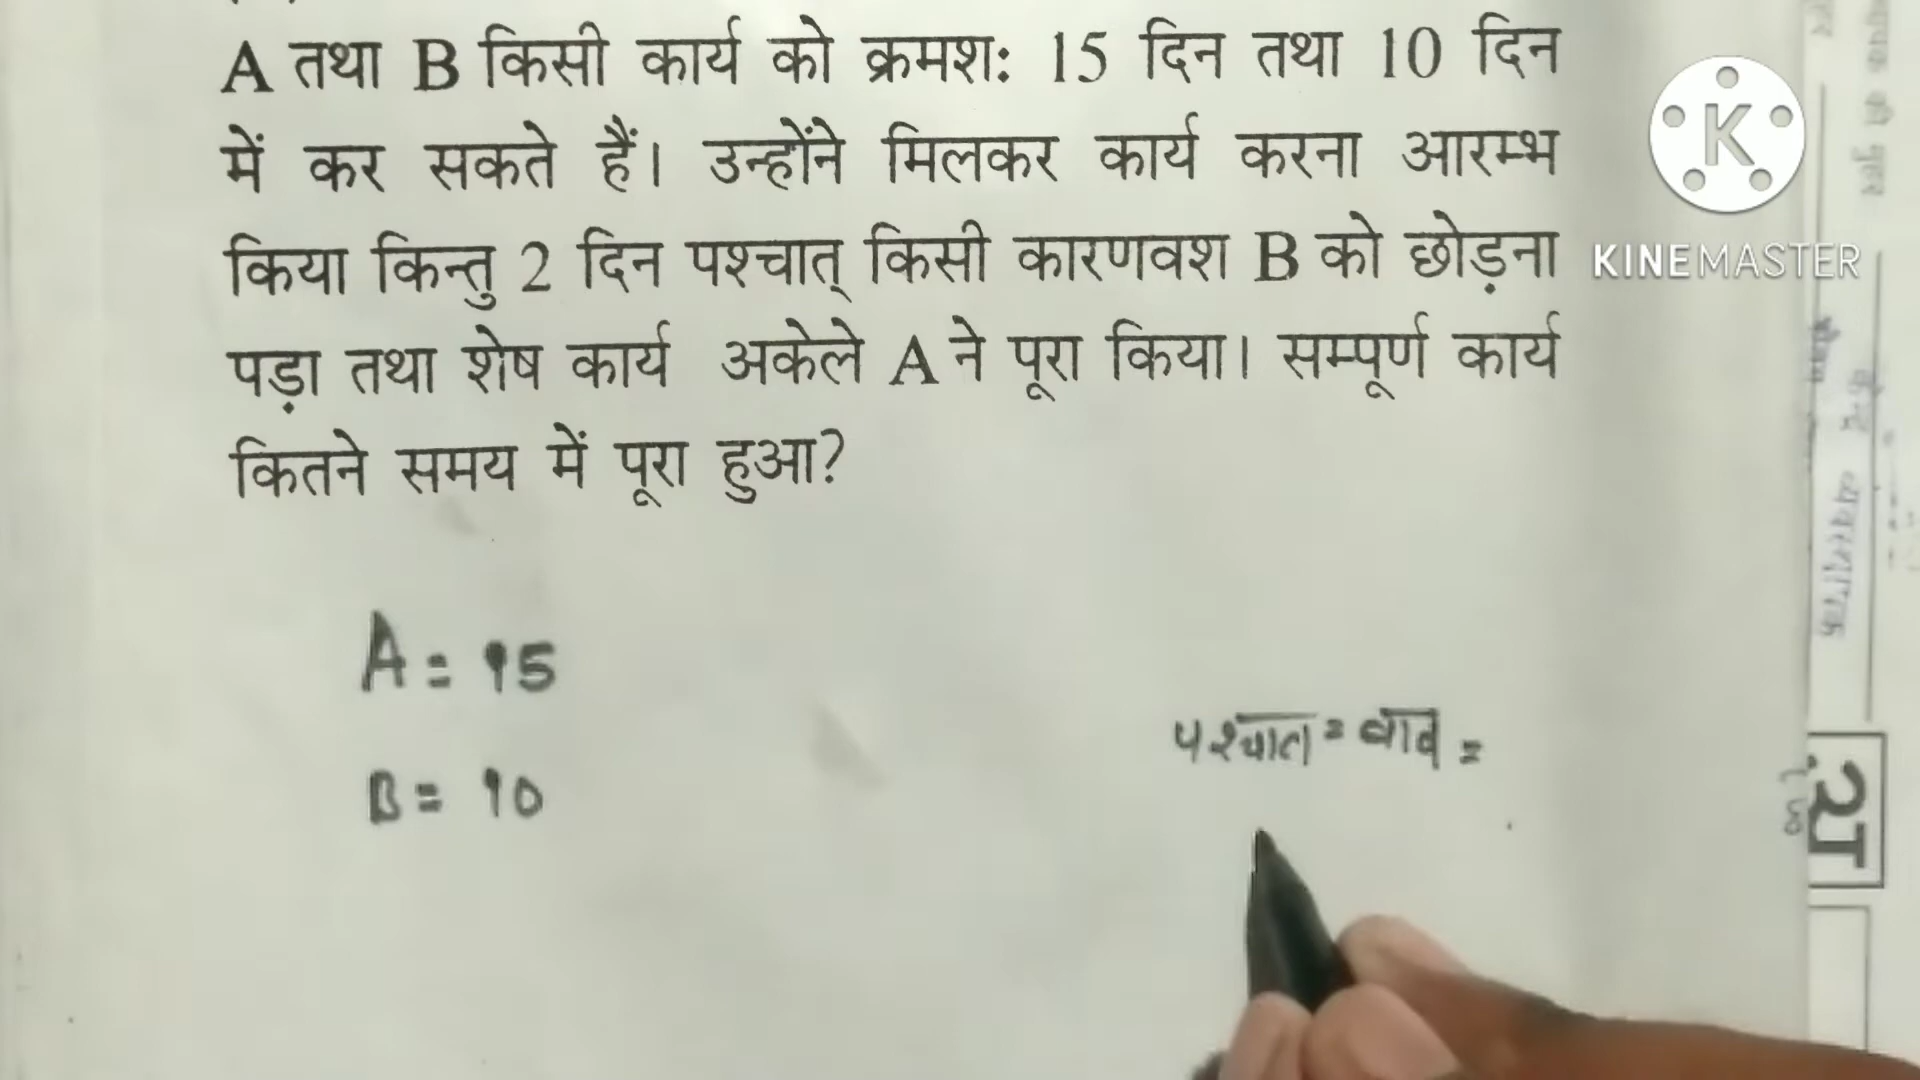 A तथा B किसी कार्य को क्रमश: 15 दिन तथा 10 दिन
में कर सकते हैं। उन्होंने मिलकर कार्य करना आरम्भ
किया किन्तु 2 दिन पश्चात् किसी कारणवश B को छोड़ना
पड़ा तथा शेष कार्य अकेले A ने पूरा किया। सम्पूर्ण कार्य
कितने समय में पूरा हुआ?
K
KINEMASTER
A = 15
B = 10
पश्चात = बाद =